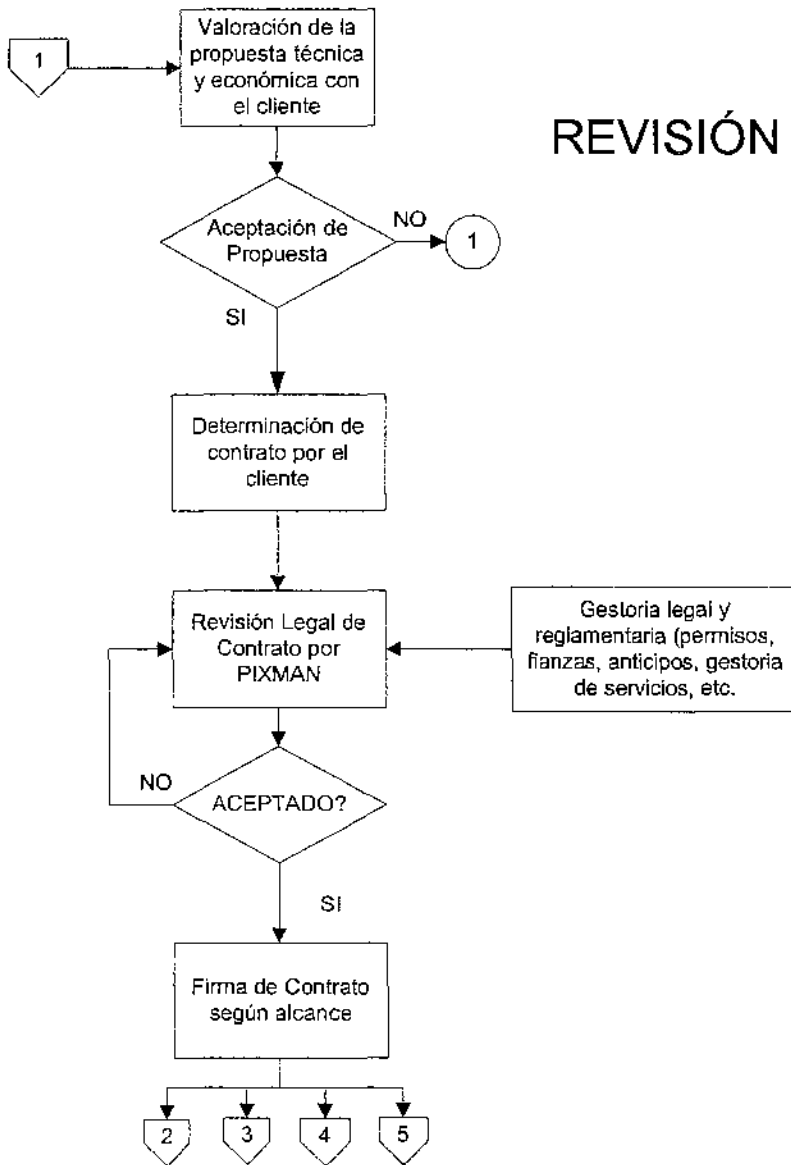 1
Valoración de la
propuesta técnica
y económica con
el cliente
REVISIÓN
Aceptación de
Propuesta
NO
1
SI
Determinación de
contrato por el
cliente
Revisión Legal de
Contrato por
PIXMAN
Gestoria legal y
reglamentaria (permisos,
fianzas, anticipos, gestoria
de servicios, etc.
NO
ACEPTADO?
SI
Firma de Contrato
según alcance
2
3
4
5